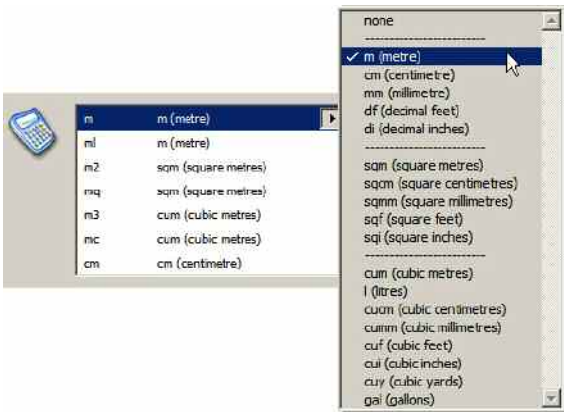 m m (metre)
ml m (metre)
m2 sqm (square metres)
mq sqm (square metres)
m3 cum (cubic metres)
mc cum (cubic metres)
cm cm (centimetre)
none
------------------------
✓ m (metre)
cm (centimetre)
mm (millimetre)
df (decimal feet)
di (decimal inches)
------------------------
sqm (square metres)
sqcm (square centimetres)
sqmm (square millimetres)
sqf (square feet)
sqi (square inches)
------------------------
cum (cubic metres)
l (litres)
cucm (cubic centimetres)
cumm (cubic millimetres)
cuf (cubic feet)
cui (cubic inches)
cuy (cubic yards)
gal (gallons)